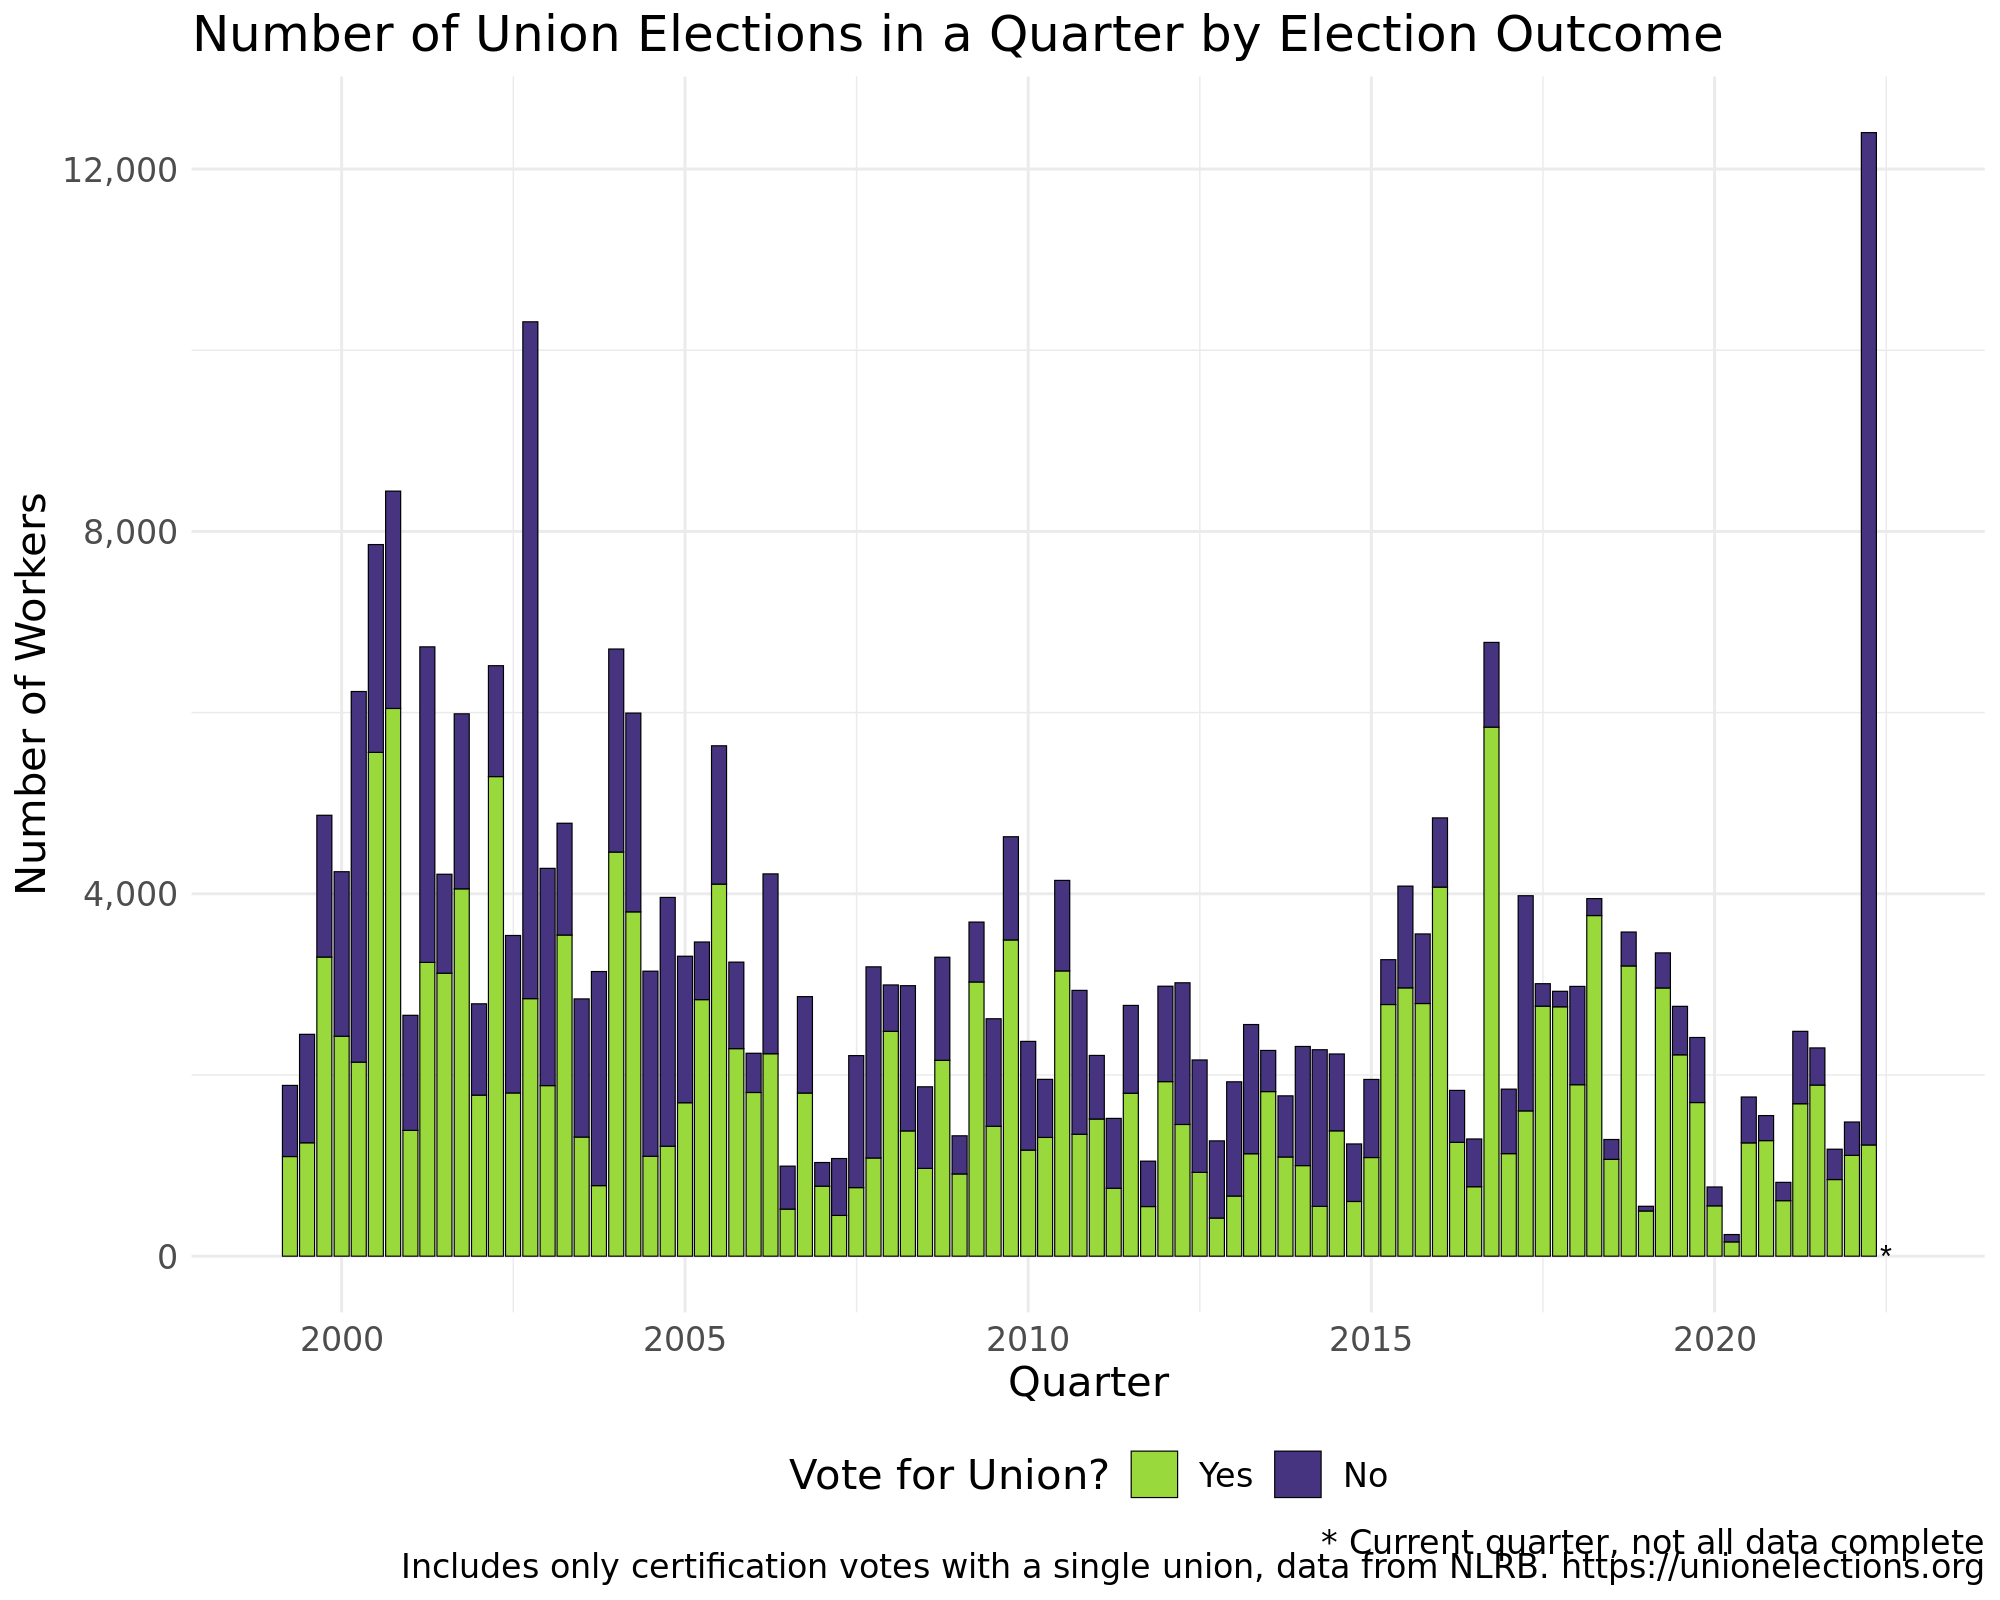 Number of Union Elections in a Quarter by Election Outcome
12,000
8,000
4,000
0
Number of Workers
*
2000 2005 2010 2015 2020
Quarter
Vote for Union? Yes No
* Current quarter, not all data complete
Includes only certification votes with a single union, data from NLRB. https://unionelections.org